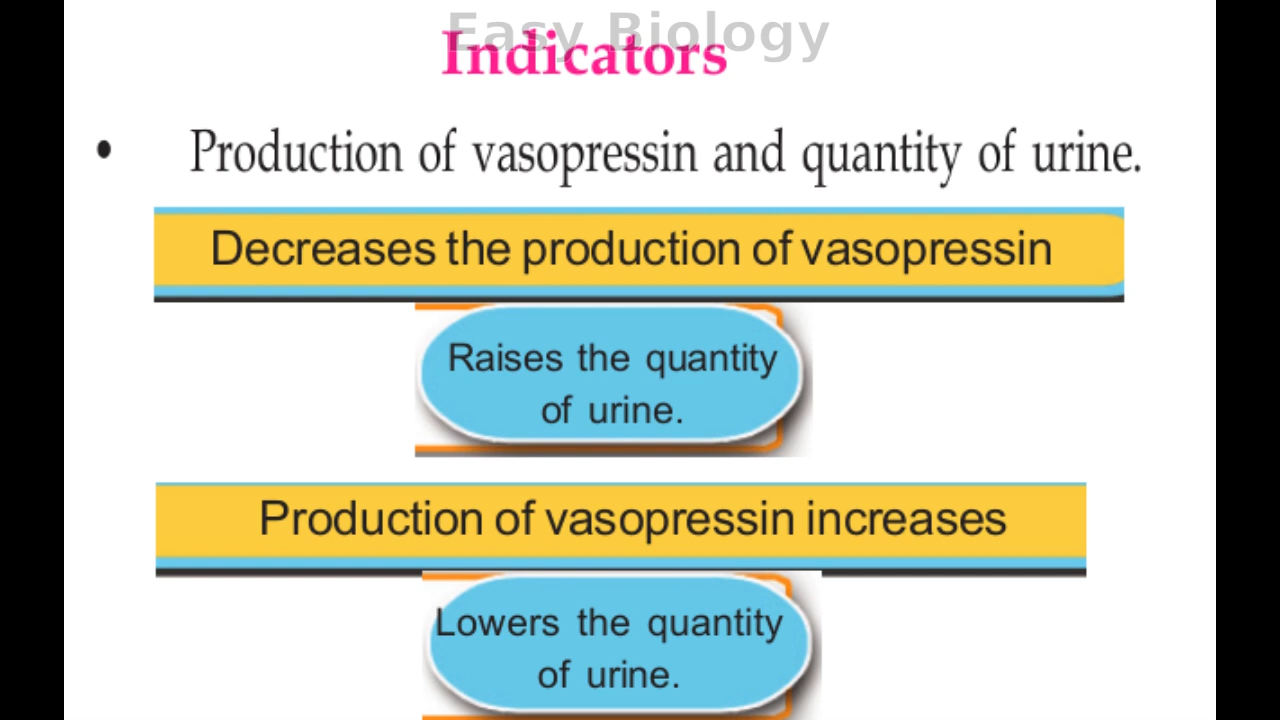 Easy Biology
Indicators
• Production of vasopressin and quantity of urine.
Decreases the production of vasopressin
Raises the quantity
of urine.
Production of vasopressin increases
Lowers the quantity
of urine.